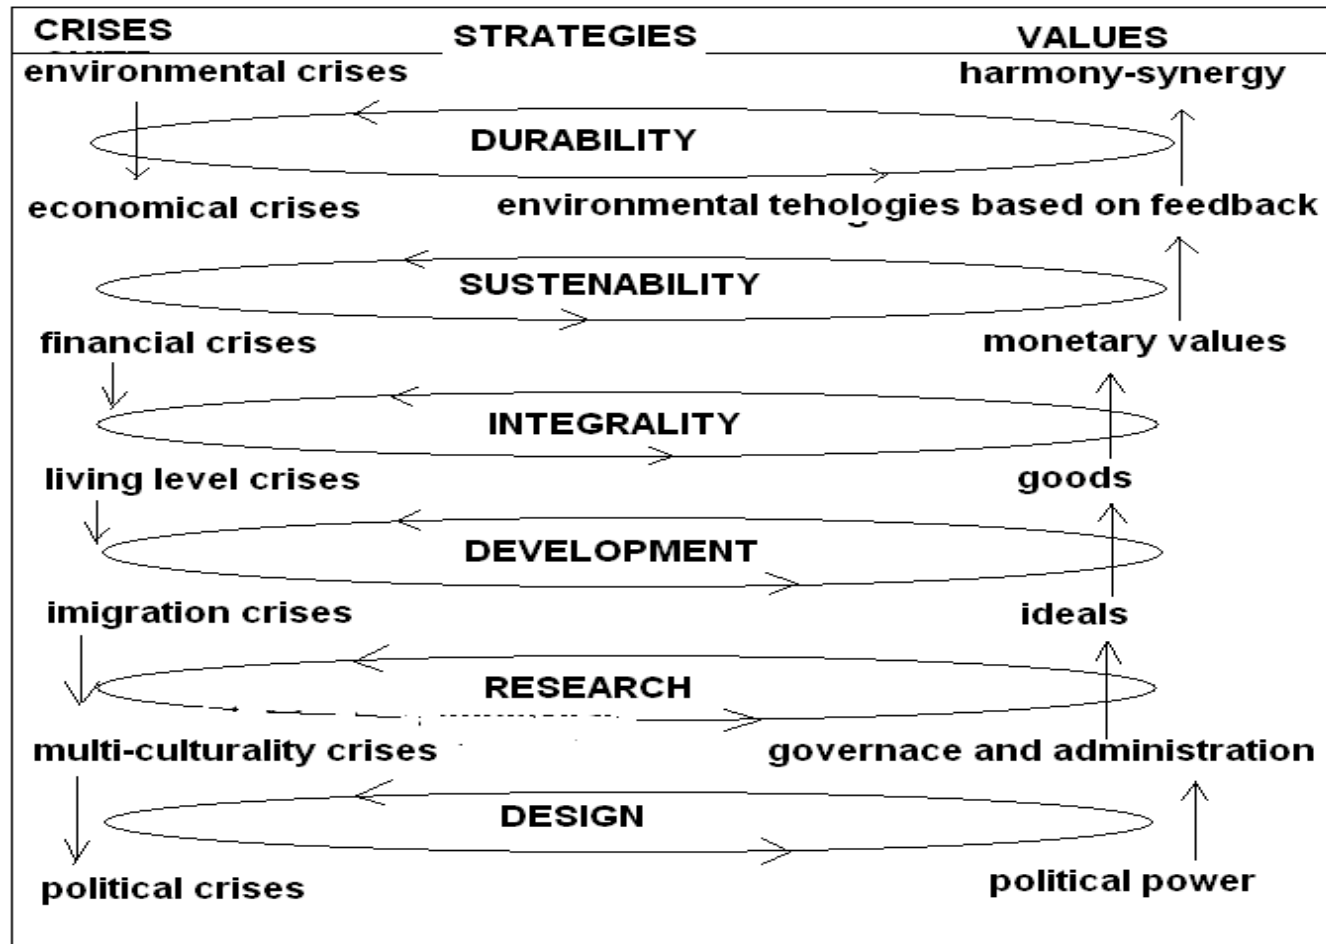 CRISES STRATEGIES VALUES
environmental crises harmony-synergy
DURABILITY
economical crises environmental tehologies based on feedback
SUSTENABILITY
financial crises monetary values
INTEGRALITY
living level crises goods
DEVELOPMENT
imigration crises ideals
RESEARCH
multi-culturality crises governace and administration
DESIGN
political crises political power